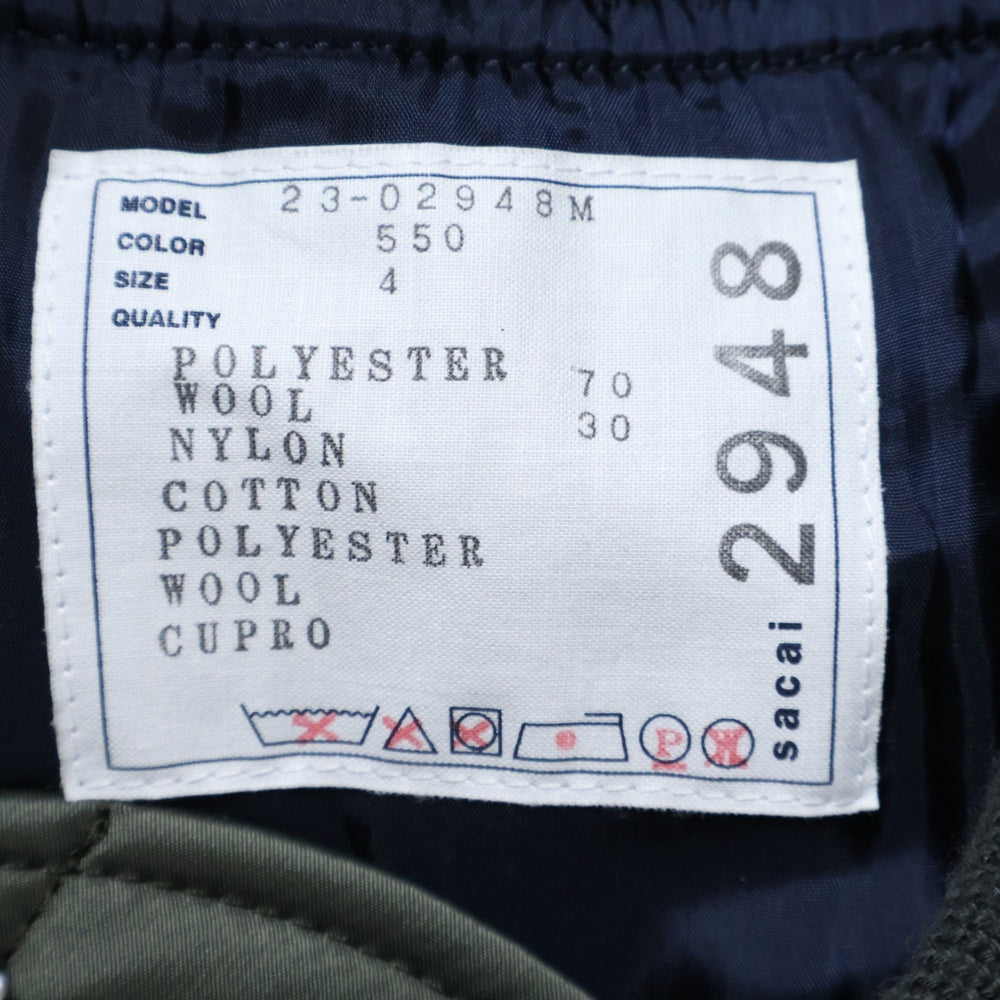 MODEL 23-02948M
COLOR 550
SIZE 4
QUALITY
POLYESTER 70
WOOL 30
NYLON
COTTON
POLYESTER
WOOL
CUPRO
P W
sacai 2948